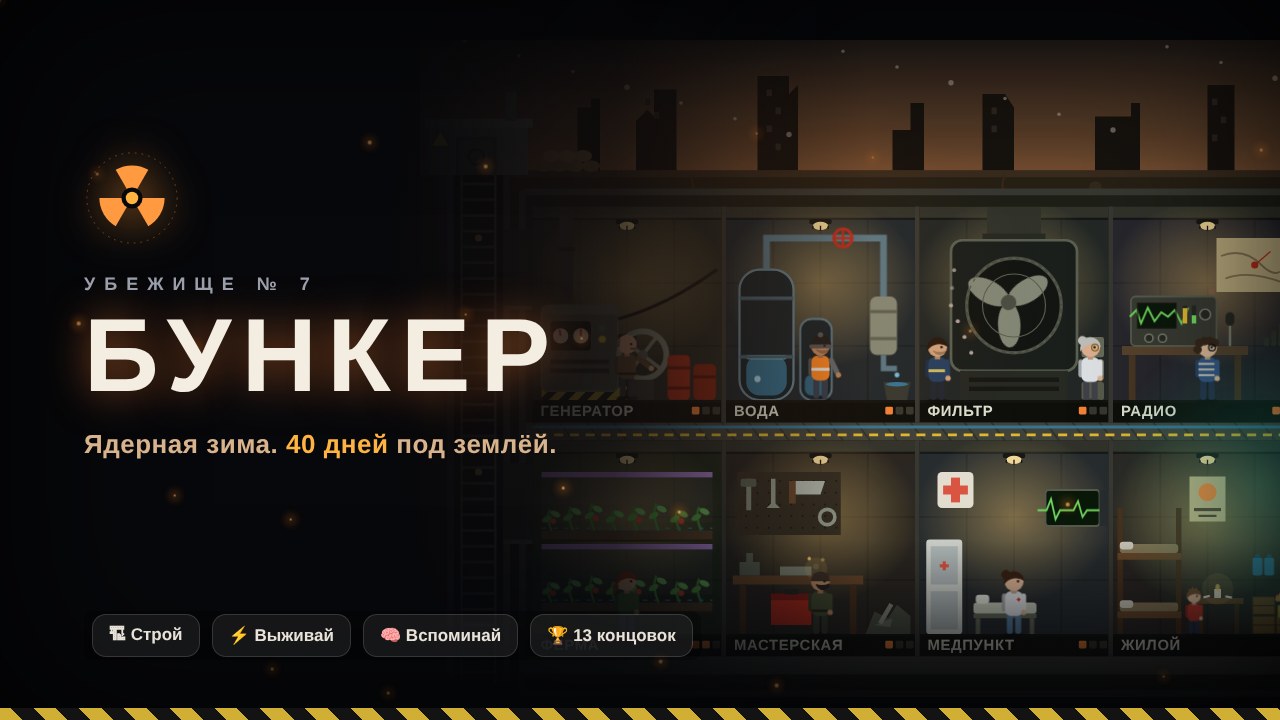 УБЕЖИЩЕ № 7
БУНКЕР
Ядерная зима. 40 дней под землёй.
🏗 Строй
⚡ Выживай
🧠 Вспоминай
🏆 13 концовок
ГЕНЕРАТОР
ВОДА
ФИЛЬТР
РАДИО
ФЕРМА
МАСТЕРСКАЯ
МЕДПУНКТ
ЖИЛОЙ